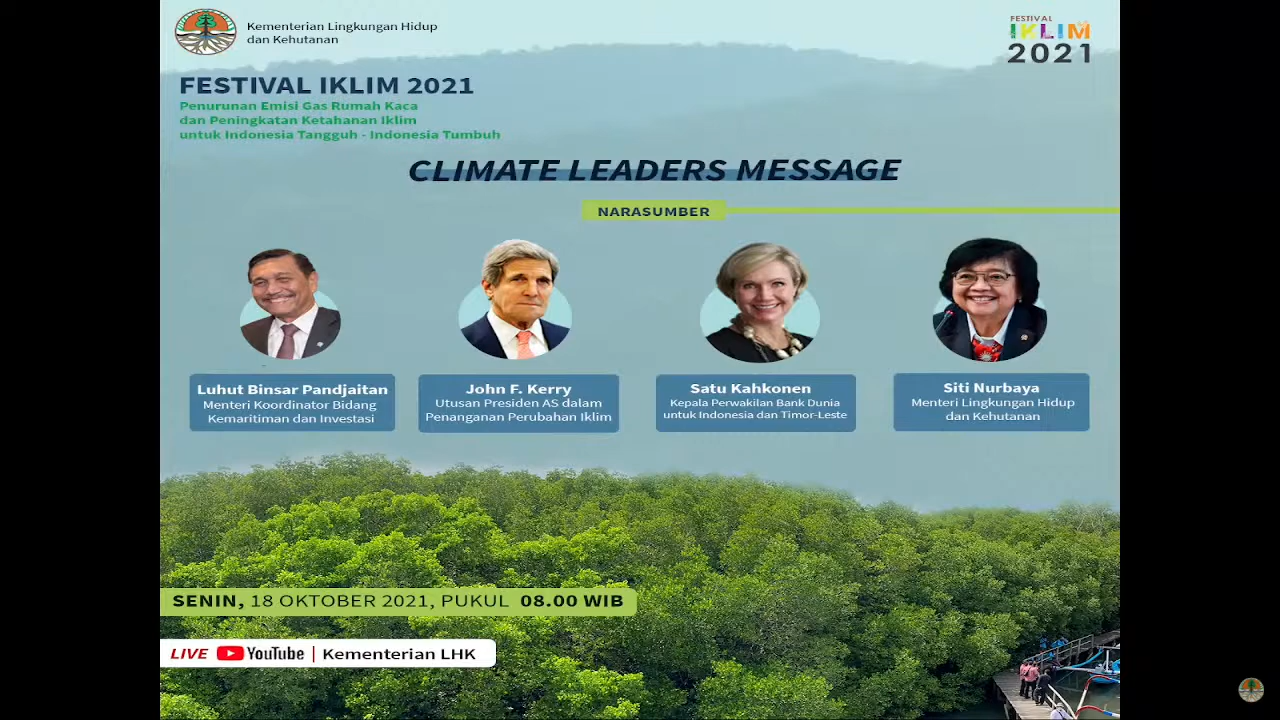 Kementerian Lingkungan Hidup
dan Kehutanan
FESTIVAL
IKLIM
2021
FESTIVAL IKLIM 2021
Penurunan Emisi Gas Rumah Kaca
dan Peningkatan Ketahanan Iklim
untuk Indonesia Tangguh - Indonesia Tumbuh
CLIMATE LEADERS MESSAGE
NARASUMBER
Luhut Binsar Pandjaitan
Menteri Koordinator Bidang
Kemaritiman dan Investasi
John F. Kerry
Utusan Presiden AS dalam
Penanganan Perubahan Iklim
Satu Kahkonen
Kepala Perwakilan Bank Dunia
untuk Indonesia dan Timor-Leste
Siti Nurbaya
Menteri Lingkungan Hidup
dan Kehutanan
SENIN, 18 OKTOBER 2021, PUKUL 08.00 WIB
LIVE YouTube | Kementerian LHK